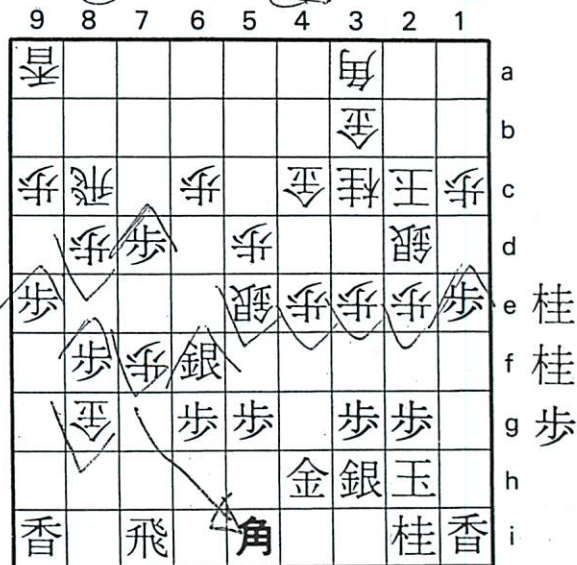 9 8 7 6 5 4 3 2 1
香 角 a
金 b
歩 飛 歩 金 桂 王 歩 c
歩 歩 歩 銀 d
歩 銀 歩 歩 歩 歩 e 桂
歩 歩 銀 f 桂
金 歩 歩 歩 歩 g 歩
金 銀 玉 h
香 飛 角 桂 香 i